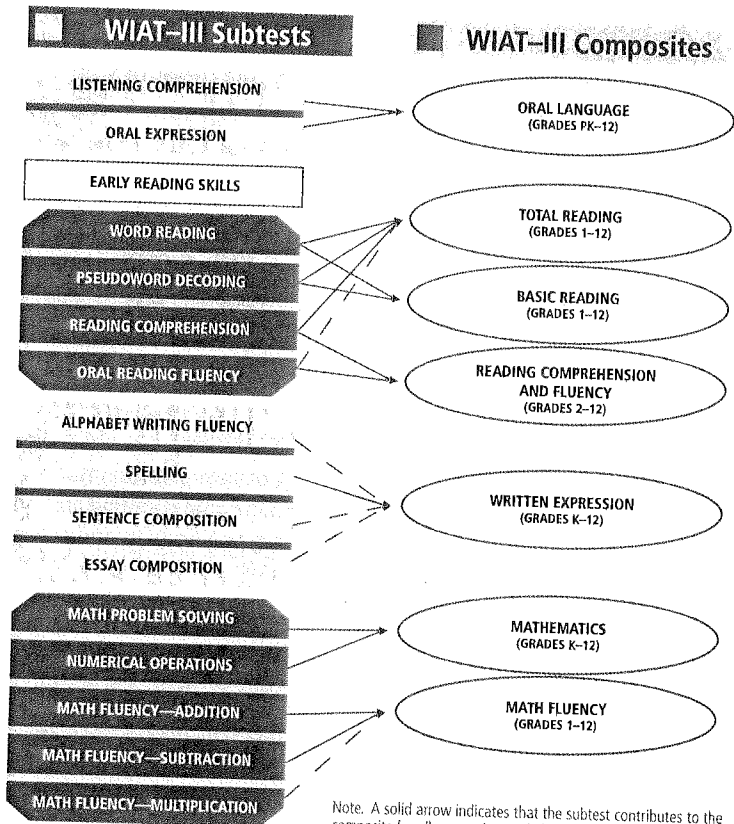 WIAT–III Subtests
LISTENING COMPREHENSION
ORAL EXPRESSION
EARLY READING SKILLS
WORD READING
PSEUDOWORD DECODING
READING COMPREHENSION
ORAL READING FLUENCY
ALPHABET WRITING FLUENCY
SPELLING
SENTENCE COMPOSITION
ESSAY COMPOSITION
MATH PROBLEM SOLVING
NUMERICAL OPERATIONS
MATH FLUENCY—ADDITION
MATH FLUENCY—SUBTRACTION
MATH FLUENCY—MULTIPLICATION
WIAT–III Composites
ORAL LANGUAGE
(GRADES PK–12)
TOTAL READING
(GRADES 1–12)
BASIC READING
(GRADES 1–12)
READING COMPREHENSION
AND FLUENCY
(GRADES 2–12)
WRITTEN EXPRESSION
(GRADES K–12)
MATHEMATICS
(GRADES K–12)
MATH FLUENCY
(GRADES 1–12)
Note. A solid arrow indicates that the subtest contributes to the